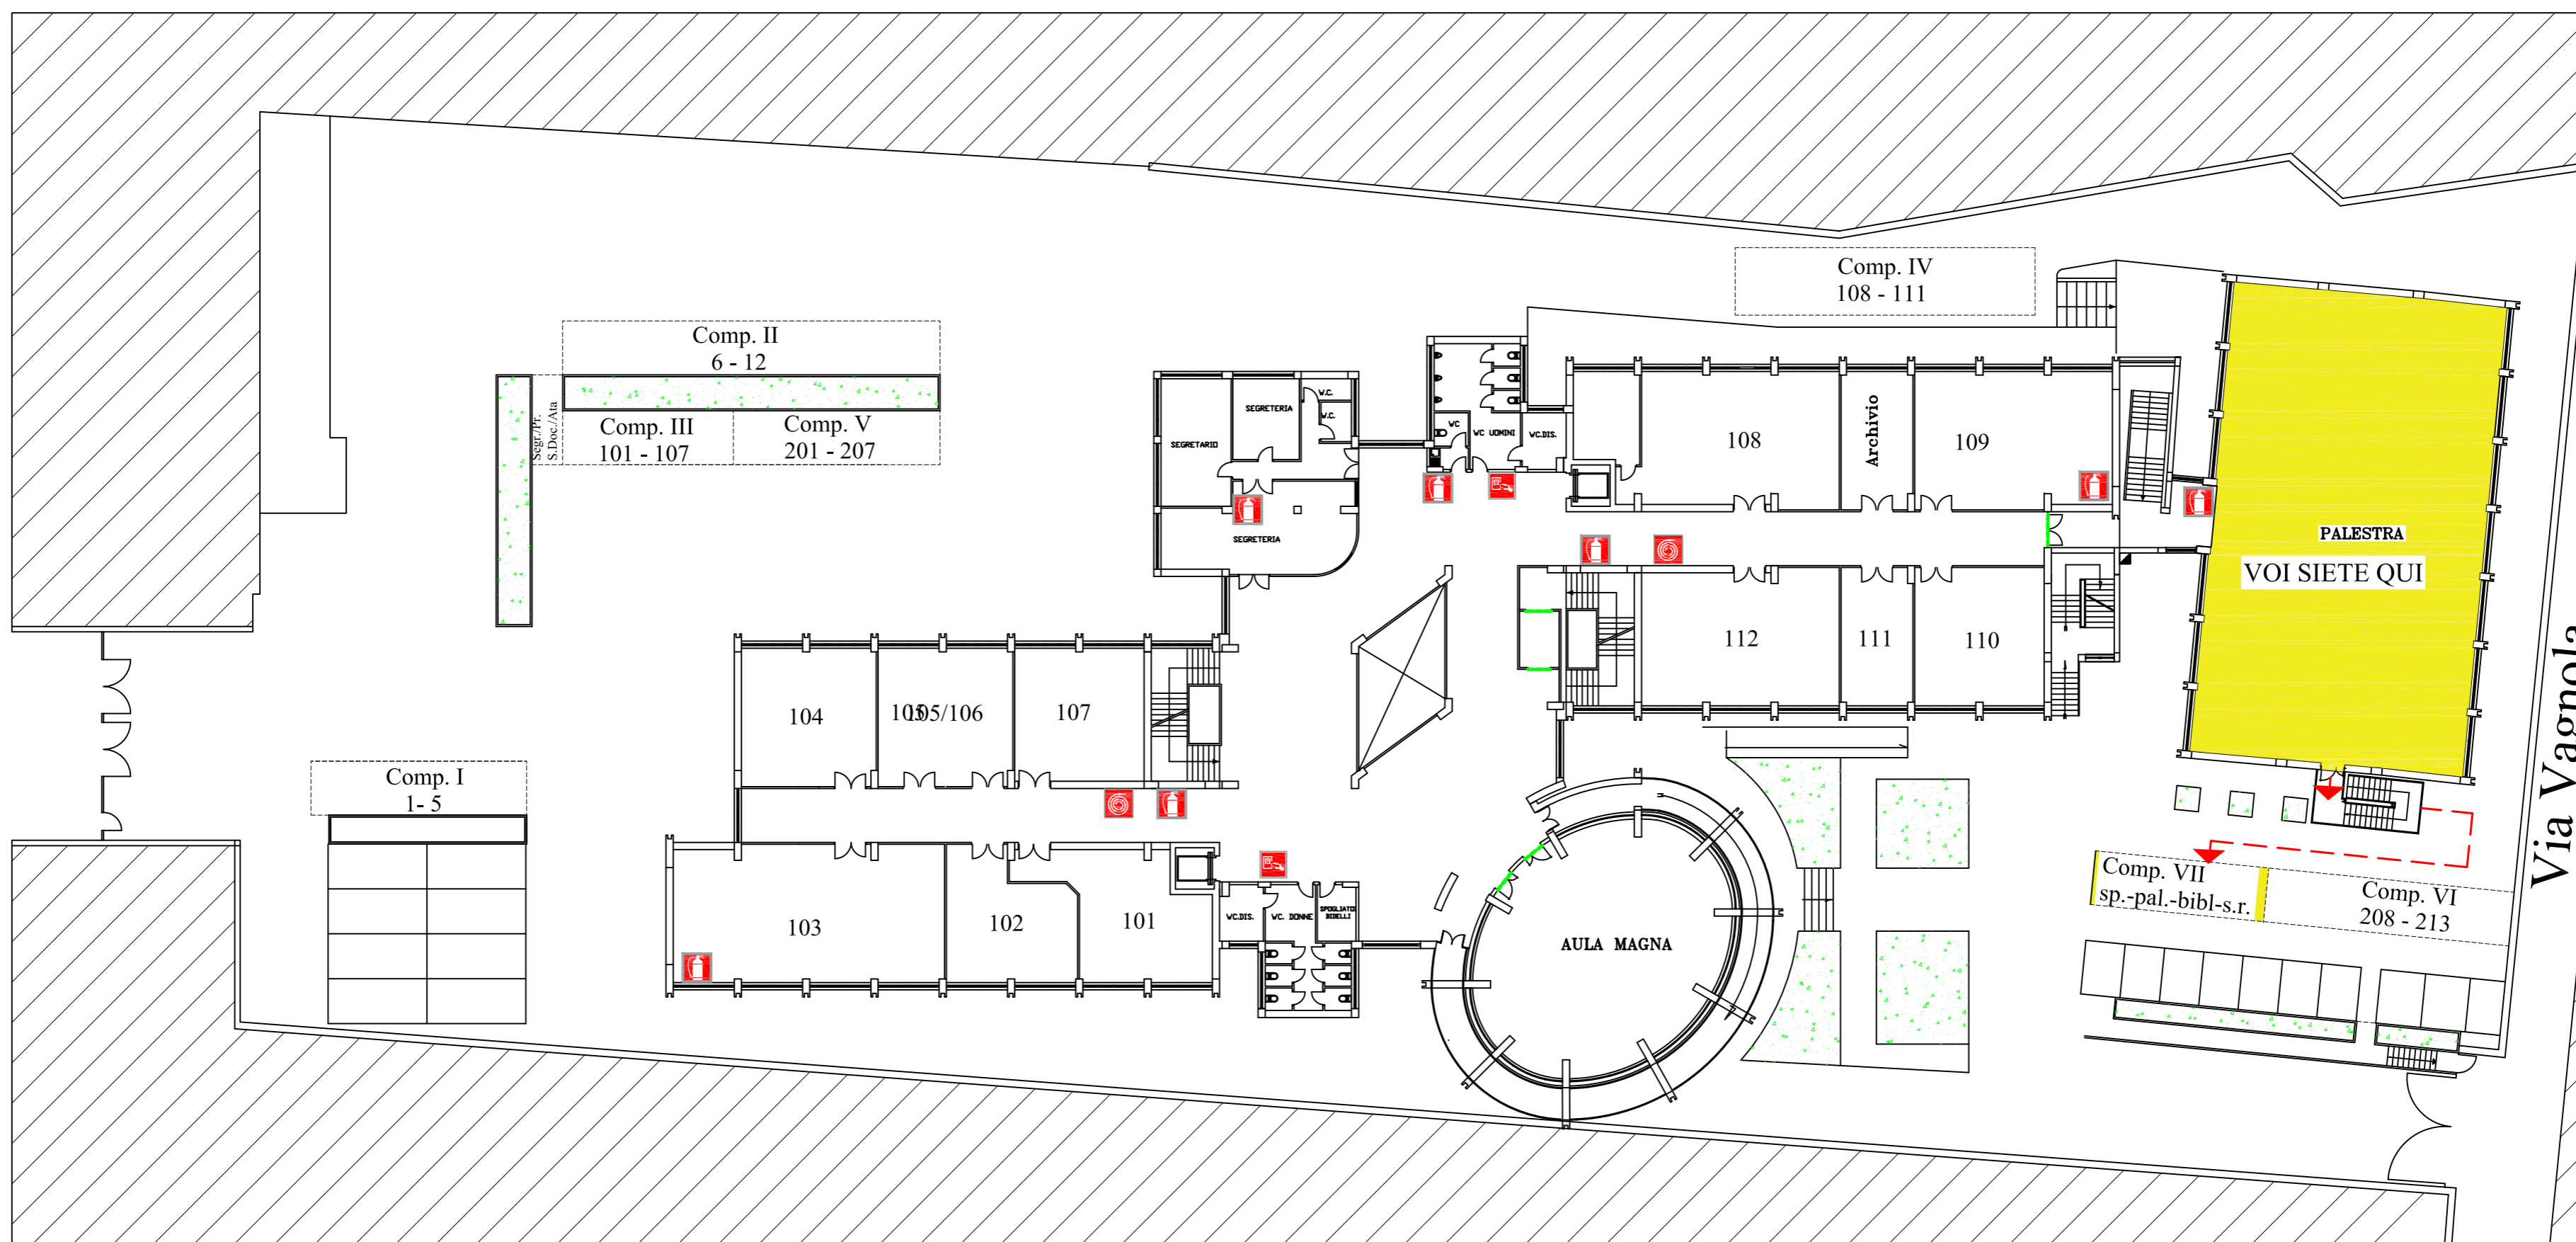 Comp. IV
108 - 111
Comp. II
6 - 12
Segr./Pr.
S.Doc./Ata
Comp. III
101 - 107
Comp. V
201 - 207
SEGRETARIO
SEGRETERIA
W.C.
W.C.
SEGRETERIA
WC
WC UOMINI
WC.DIS.
108
Archivio
109
PALESTRA
VOI SIETE QUI
112
111
110
104
105/106
107
Comp. I
1- 5
103
102
101
WC.DIS.
WC. DONNE
SPOGLIATOI
BIDELLI
AULA MAGNA
Comp. VII
sp.-pal.-bibl-s.r.
Comp. VI
208 - 213
Via Vagnola